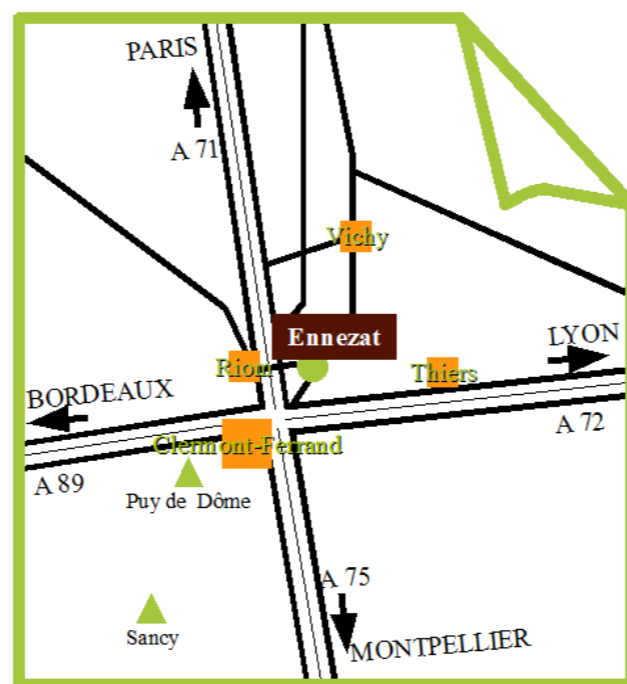 PARIS
A 71
Vichy
Ennezat
LYON
Riom
Thiers
BORDEAUX
A 72
Clermont-Ferrand
A 89
Puy de Dôme
A 75
Sancy
MONTPELLIER